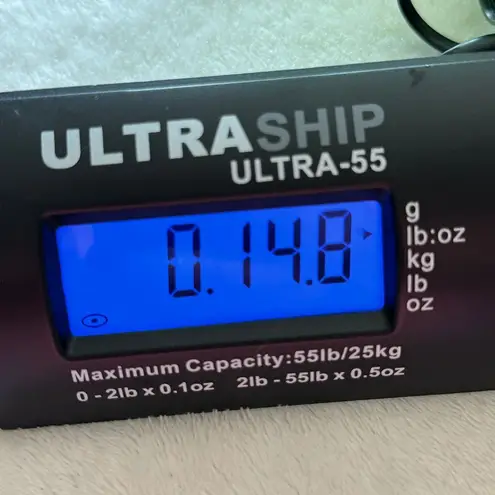 ULTRASHIP
ULTRA-55
0.14.8
g
lb:oz
kg
lb
oz
Maximum Capacity:55lb/25kg
0 - 2lb x 0.1oz 2lb - 55lb x 0.5oz